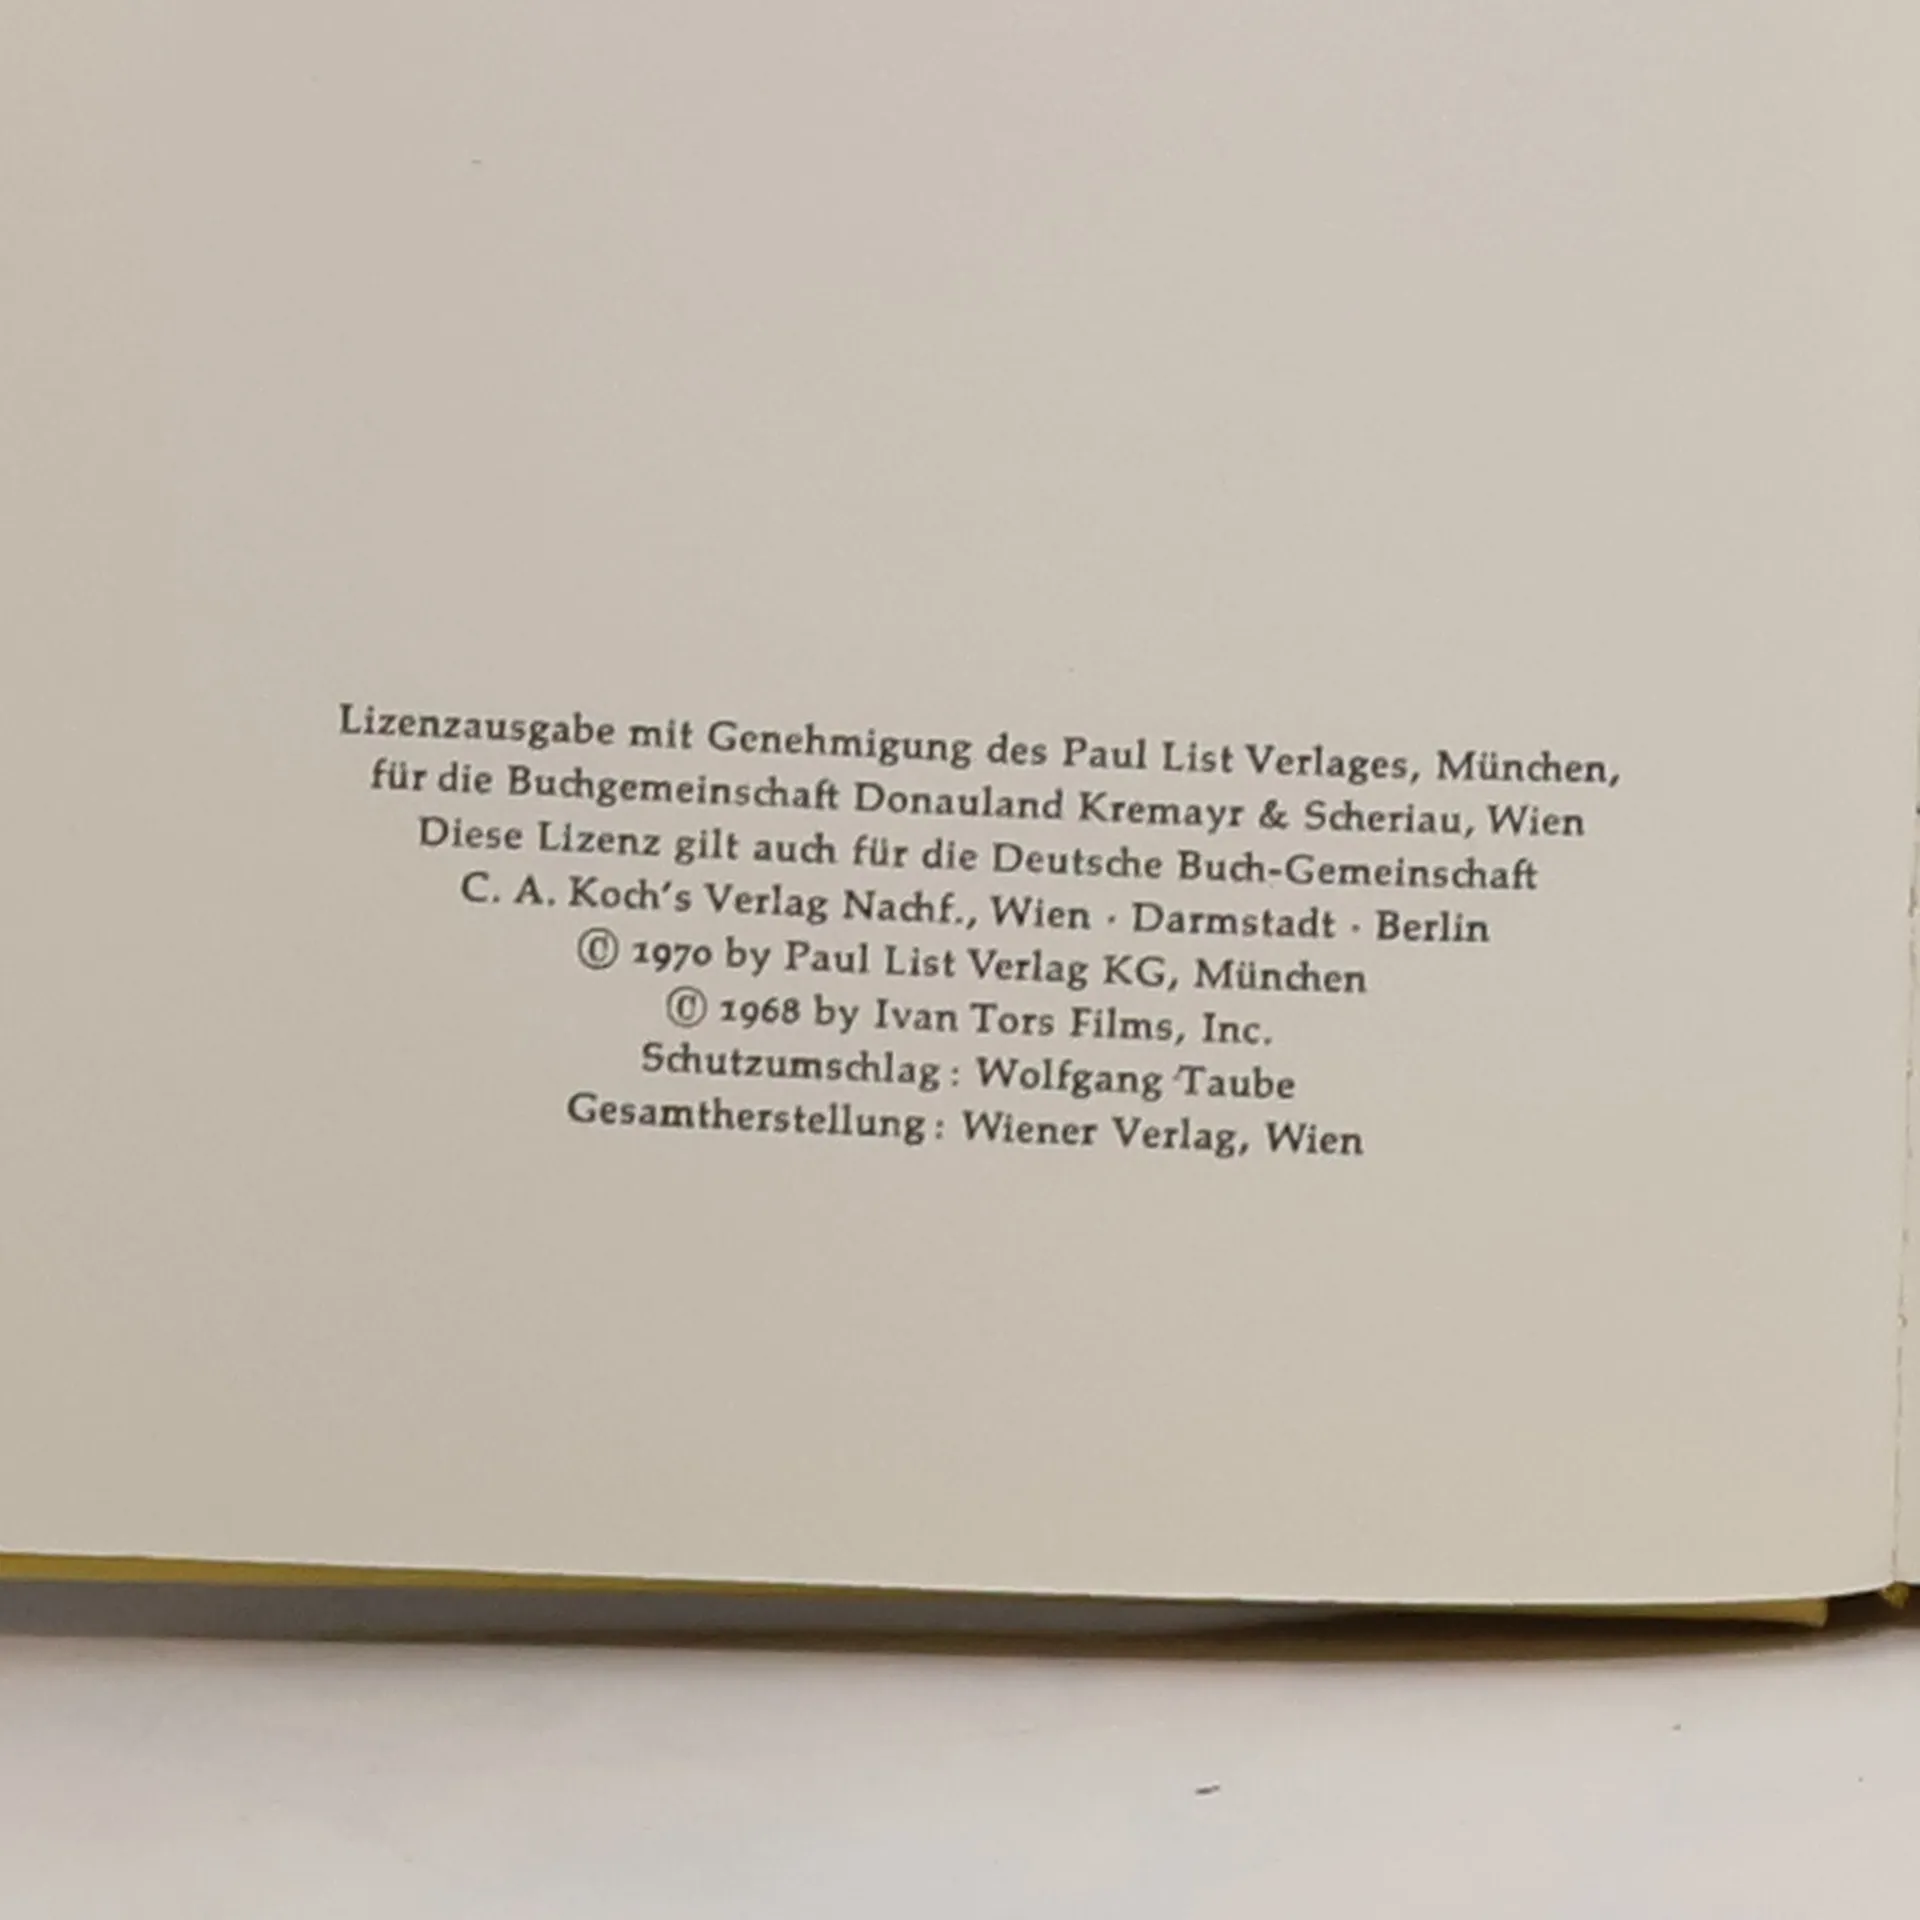 Lizenzausgabe mit Genehmigung des Paul List Verlages, München,
für die Buchgemeinschaft Donauland Kremayr & Scheriau, Wien
Diese Lizenz gilt auch für die Deutsche Buch-Gemeinschaft
C. A. Koch's Verlag Nachf., Wien · Darmstadt · Berlin
© 1970 by Paul List Verlag KG, München
© 1968 by Ivan Tors Films, Inc.
Schutzumschlag: Wolfgang Taube
Gesamtherstellung: Wiener Verlag, Wien